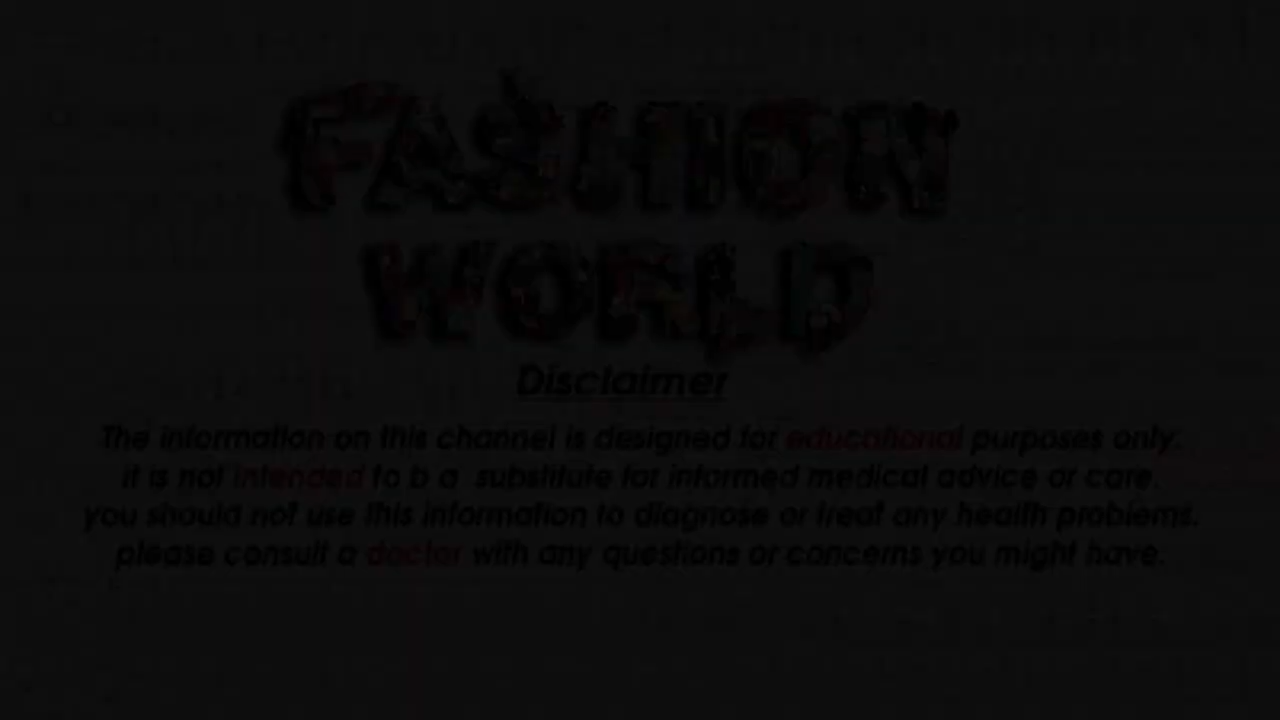 FASHION
WORLD
Disclaimer
The information on this channel is designed for educational purposes only.
it is not intended to b a substitute for informed medical advice or care.
you should not use this information to diagnose or treat any health problems.
please consult a doctor with any questions or concerns you might have.